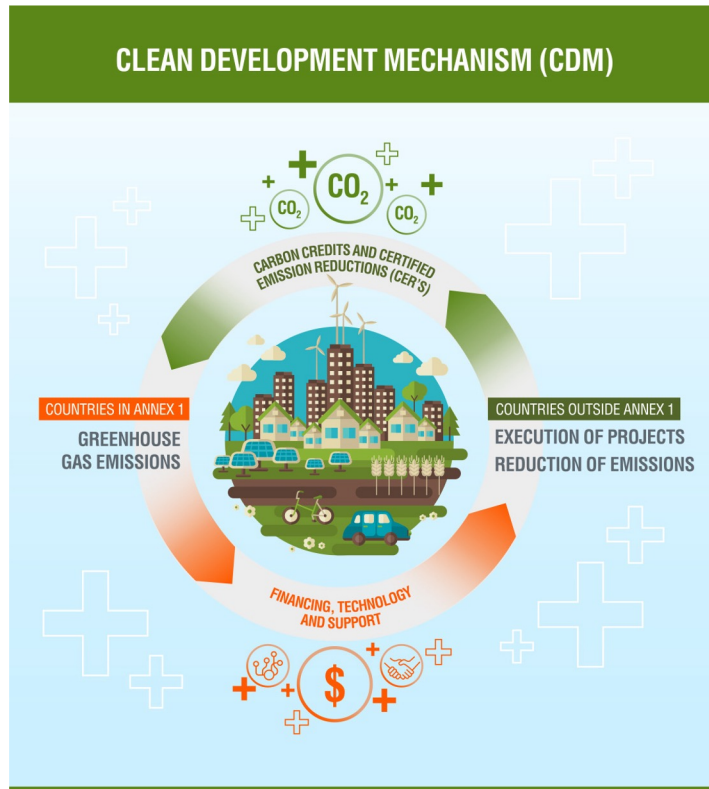 CLEAN DEVELOPMENT MECHANISM (CDM)
CO2
CO2
CO2
CARBON CREDITS AND CERTIFIED
EMISSION REDUCTIONS (CER'S)
COUNTRIES IN ANNEX 1
GREENHOUSE
GAS EMISSIONS
COUNTRIES OUTSIDE ANNEX 1
EXECUTION OF PROJECTS
REDUCTION OF EMISSIONS
FINANCING, TECHNOLOGY
AND SUPPORT
$